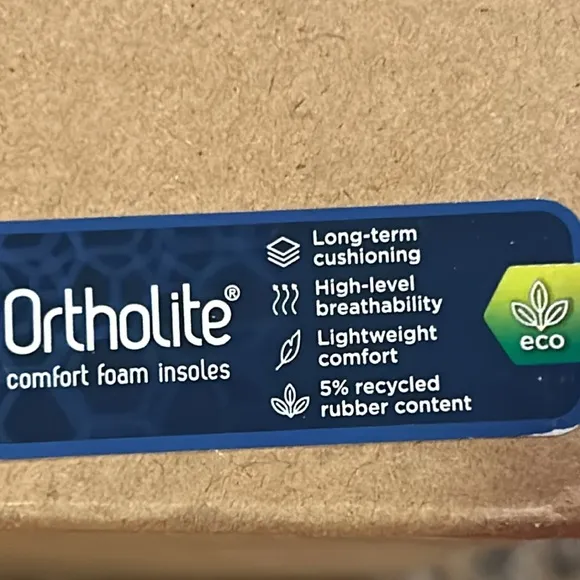 Ortholite®
comfort foam insoles
Long-term
cushioning
High-level
breathability
Lightweight
comfort
5% recycled
rubber content
eco